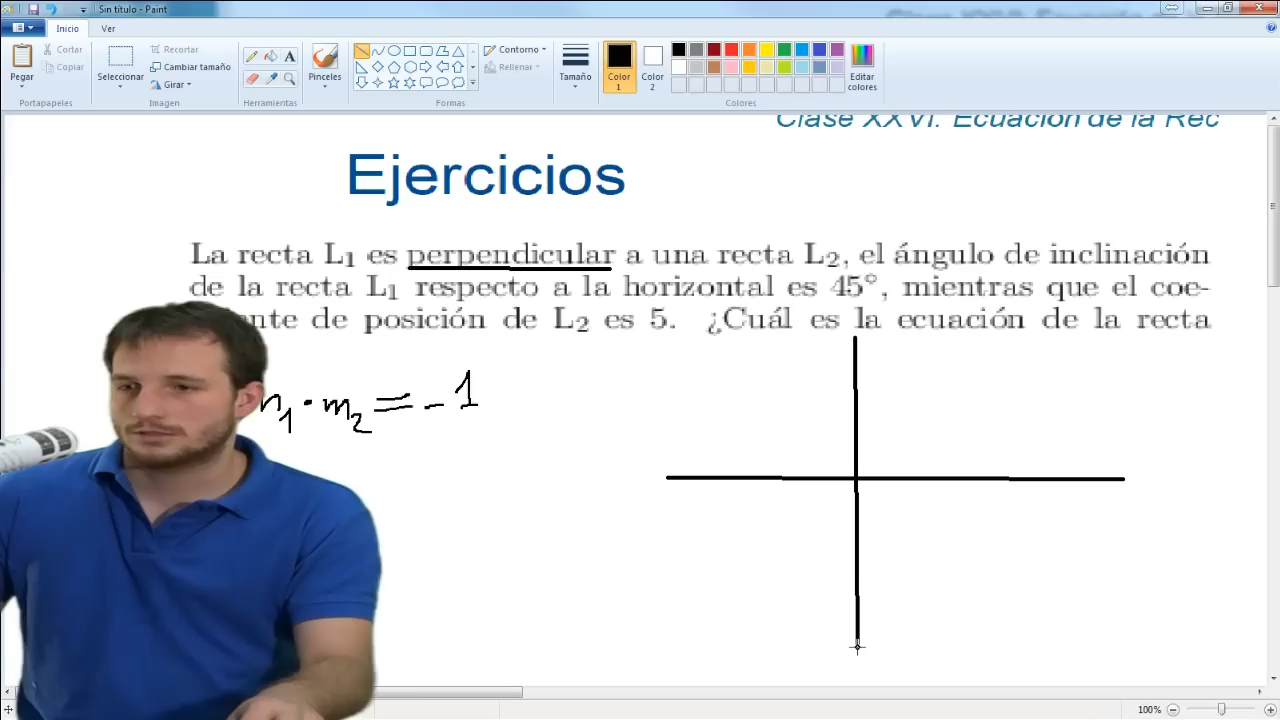 Sin título - Paint
Inicio
Ver
Pegar
Cortar
Copiar
Portapapeles
Seleccionar
Recortar
Cambiar tamaño
Girar
Imagen
Herramientas
Pinceles
Contorno
Rellenar
Formas
Tamaño
Color 1
Color 2
Editar colores
Colores
Clase XXVI: Ecuación de la Rec
Ejercicios
La recta L₁ es perpendicular a una recta L₂, el ángulo de inclinación
de la recta L₁ respecto a la horizontal es 45°, mientras que el coe-
ente de posición de L₂ es 5. ¿Cuál es la ecuación de la recta
m₁ · m₂ = -1
100%